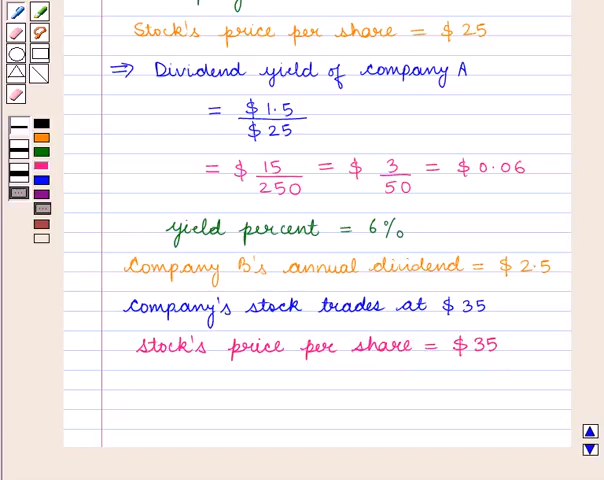 Stock's price per share = $ 25
⇒ Dividend yield of company A
= $ 1.5 / $ 25
= $ 15/250 = $ 3/50 = $ 0.06
yield percent = 6%
Company B's annual dividend = $ 2.5
Company's stock trades at $ 35
Stock's price per share = $ 35